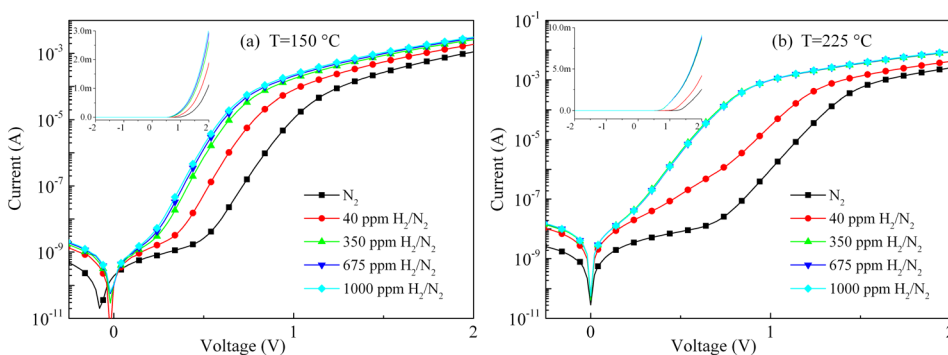 (a) T=150 °C
3.0m
2.0m
1.0m
0.0
-2 -1 0 1 2
10⁻² 
10⁻³
10⁻⁵
10⁻⁷
10⁻⁹
10⁻¹¹
Current (A)
N₂
40 ppm H₂/N₂
350 ppm H₂/N₂
675 ppm H₂/N₂
1000 ppm H₂/N₂
0 1 2
Voltage (V)
(b) T=225 °C
10.0m
5.0m
0.0
-2 -1 0 1 2
10⁻¹
10⁻³
10⁻⁵
10⁻⁷
10⁻⁹
10⁻¹¹
Current (A)
N₂
40 ppm H₂/N₂
350 ppm H₂/N₂
675 ppm H₂/N₂
1000 ppm H₂/N₂
0 1 2
Voltage (V)